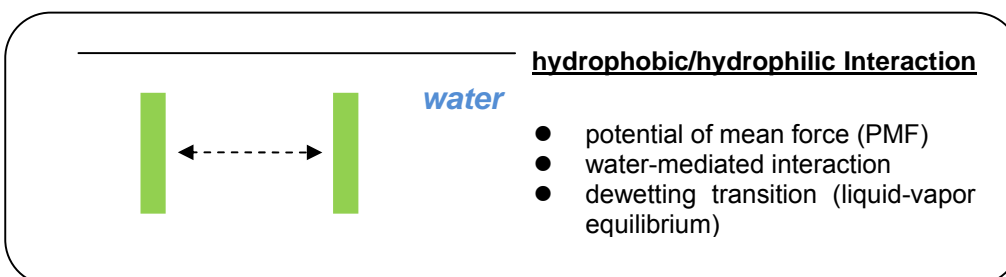 hydrophobic/hydrophilic Interaction
water
● potential of mean force (PMF)
● water-mediated interaction
● dewetting transition (liquid-vapor
equilibrium)